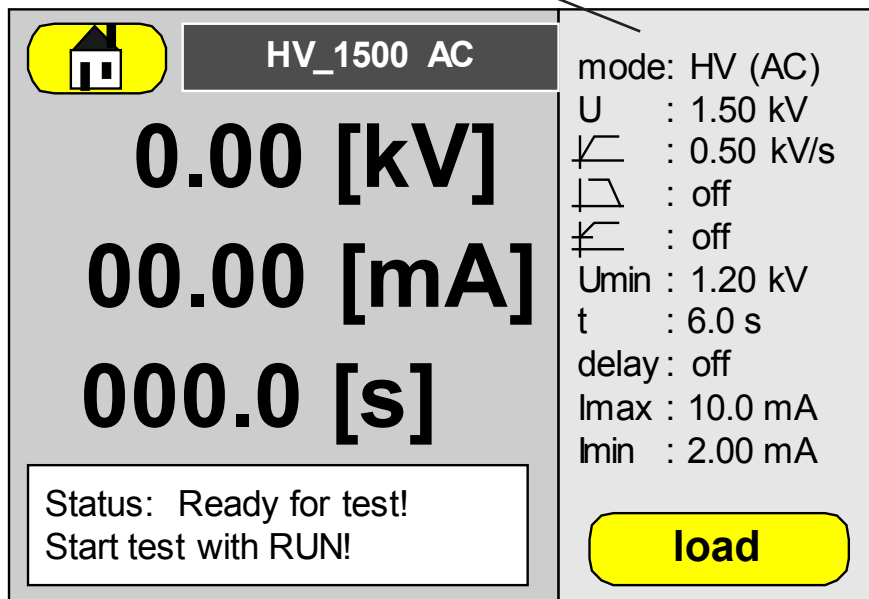 HV_1500 AC
0.00 [kV]
00.00 [mA]
000.0 [s]
Status: Ready for test!
Start test with RUN!
mode: HV (AC)
U : 1.50 kV
: 0.50 kV/s
: off
: off
Umin : 1.20 kV
t : 6.0 s
delay : off
Imax : 10.0 mA
Imin : 2.00 mA
load